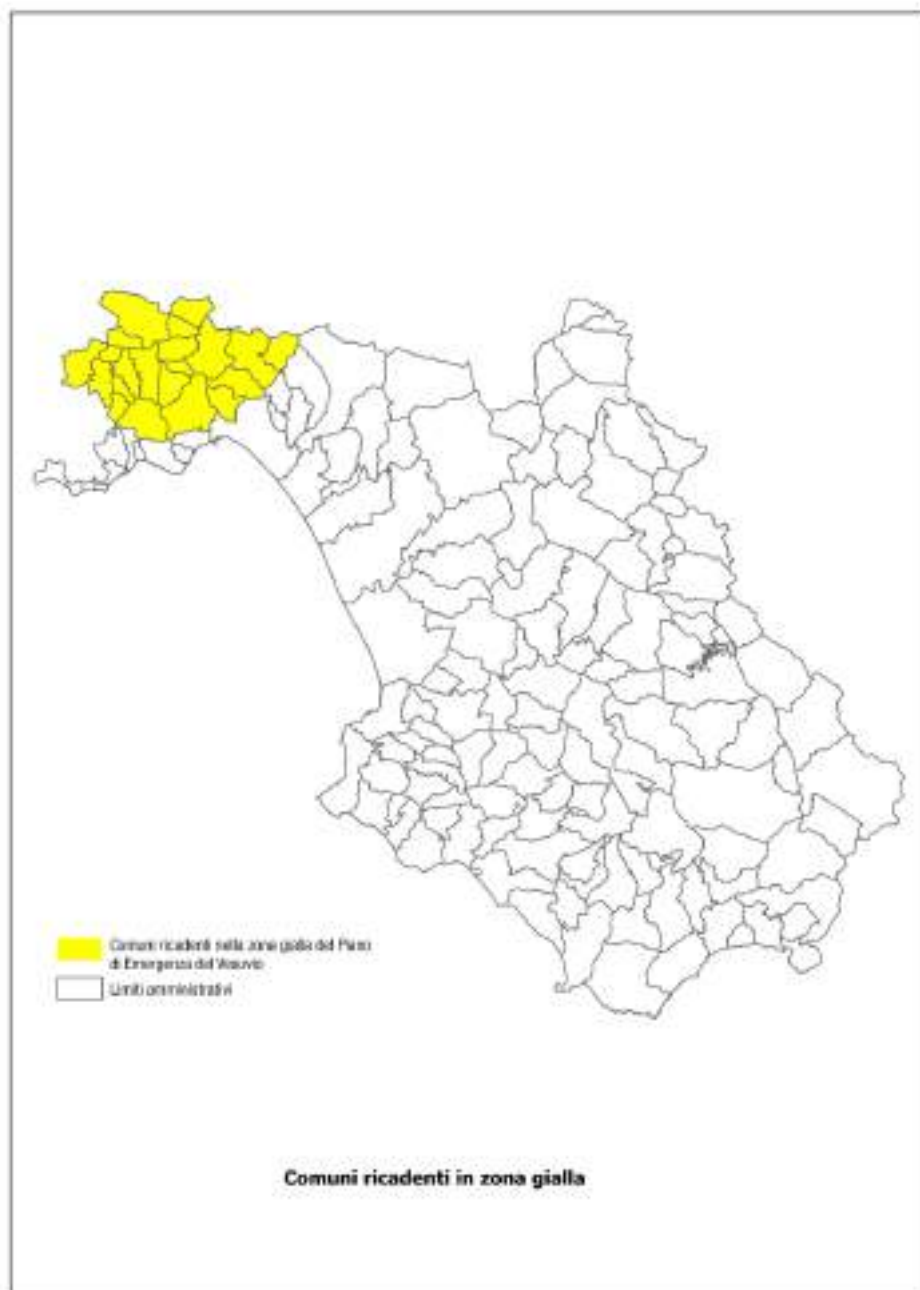 Comuni ricadenti nella zona gialla del Piano
di Emergenza del Vesuvio
Limiti amministrativi
Comuni ricadenti in zona gialla